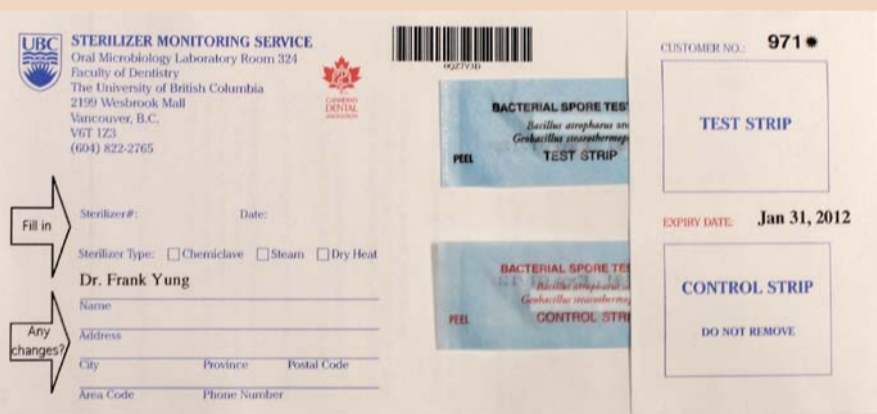 UBC
STERILIZER MONITORING SERVICE
Oral Microbiology Laboratory Room 324
Faculty of Dentistry
The University of British Columbia
2199 Wesbrook Mall
Vancouver, B.C.
V6T 1Z3
(604) 822-2765
CANADIAN
DENTAL
ASSOCIATION
Fill in
Sterilizer#: Date:
Sterilizer Type: Chemiclave Steam Dry Heat
Dr. Frank Yung
Name
Any
changes?
Address
City Province Postal Code
Area Code Phone Number
0QZ7V3D
BACTERIAL SPORE TES
Bacillus atrophaeus
Geobacillus
PEEL TEST STRIP
BACTERIAL SPORE TE
Bacillus
Geobacillus
PEEL CONTROL STRI
CUSTOMER NO.: 971
TEST STRIP
EXPIRY DATE: Jan 31, 2012
CONTROL STRIP
DO NOT REMOVE